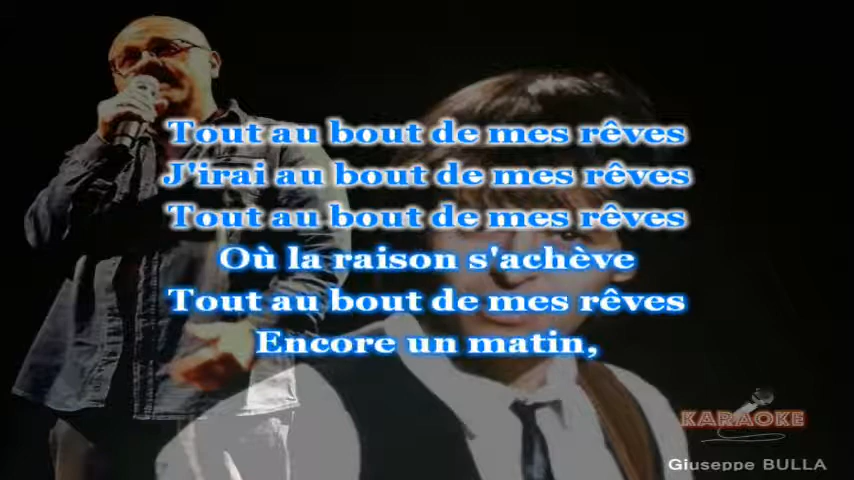 Tout au bout de mes rêves
J'irai au bout de mes rêves
Tout au bout de mes rêves
Où la raison s'achève
Tout au bout de mes rêves
Encore un matin,
KARAOKE
Giuseppe BULLA